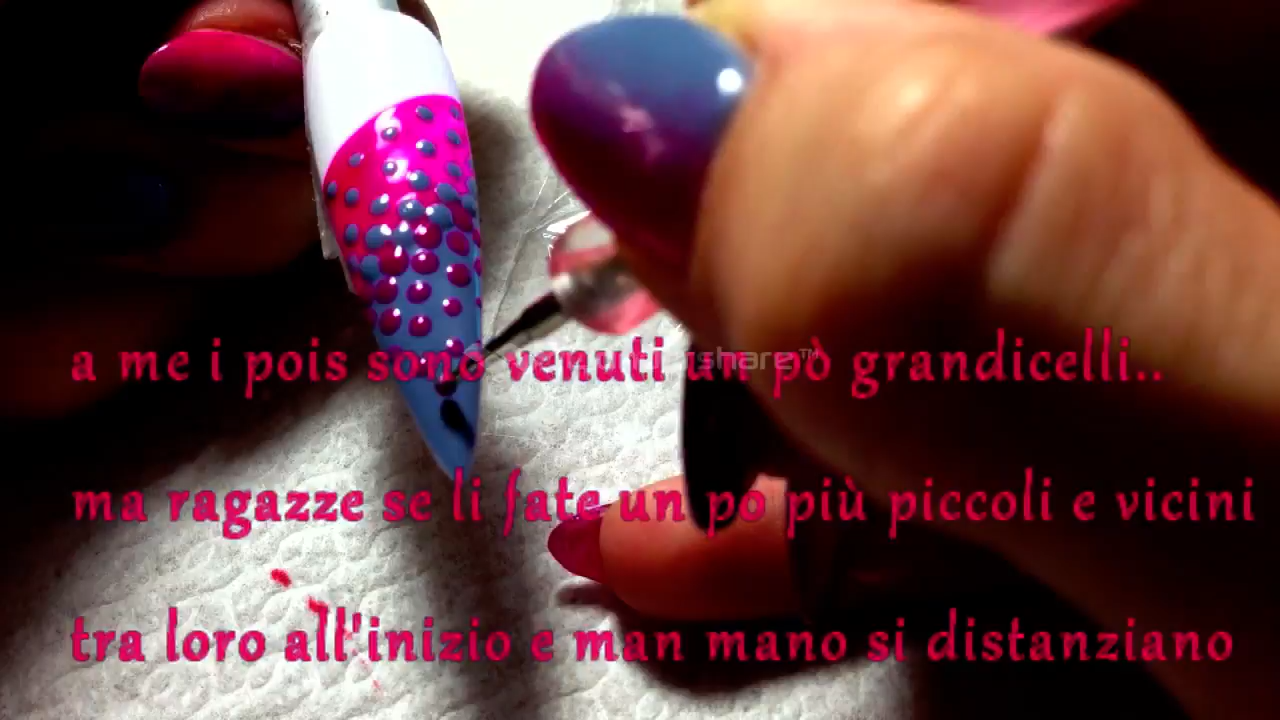 a me i pois sono venuti un pò grandicelli..
ma ragazze se li fate un po più piccoli e vicini
tra loro all'inizio e man mano si distanziano